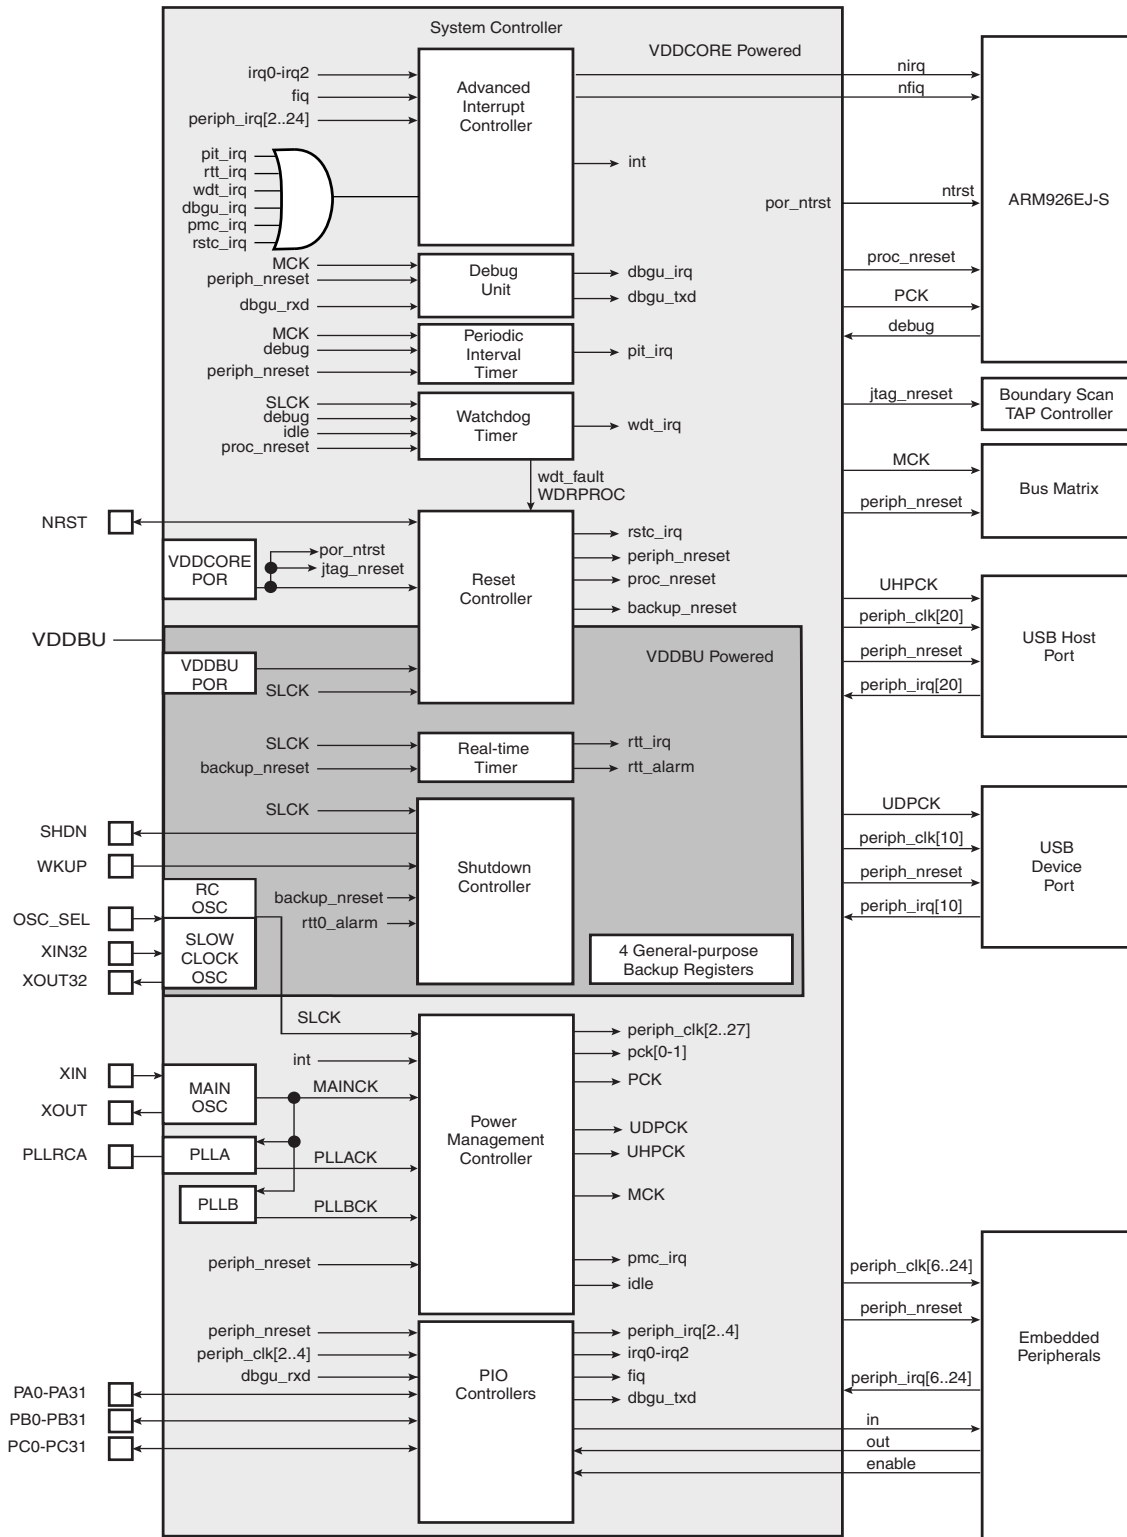 System Controller
VDDCORE Powered
irq0-irq2
fiq
periph_irq[2..24]
Advanced
Interrupt
Controller
nirq
nfiq
int
pit_irq
rtt_irq
wdt_irq
dbgu_irq
pmc_irq
rstc_irq
por_ntrst
ntrst
ARM926EJ-S
proc_nreset
PCK
debug
MCK
periph_nreset
dbgu_rxd
Debug
Unit
dbgu_irq
dbgu_txd
MCK
debug
periph_nreset
Periodic
Interval
Timer
pit_irq
SLCK
debug
idle
proc_nreset
Watchdog
Timer
wdt_irq
jtag_nreset
Boundary Scan
TAP Controller
wdt_fault
WDRPROC
MCK
periph_nreset
Bus Matrix
NRST
VDDCORE
POR
por_ntrst
jtag_nreset
Reset
Controller
rstc_irq
periph_nreset
proc_nreset
backup_nreset
UHPCK
periph_clk[20]
periph_nreset
periph_irq[20]
USB Host
Port
VDDBU
VDDBU Powered
VDDBU
POR
SLCK
SLCK
backup_nreset
Real-time
Timer
rtt_irq
rtt_alarm
SLCK
SHDN
WKUP
backup_nreset
rtt0_alarm
Shutdown
Controller
UDPCK
periph_clk[10]
periph_nreset
periph_irq[10]
USB
Device
Port
RC
OSC
OSC_SEL
XIN32
XOUT32
SLOW
CLOCK
OSC
4 General-purpose
Backup Registers
SLCK
int
XIN
XOUT
MAIN
OSC
MAINCK
PLLRCA
PLLA
PLLACK
PLLB
PLLBCK
periph_nreset
Power
Management
Controller
periph_clk[2..27]
pck[0-1]
PCK
UDPCK
UHPCK
MCK
pmc_irq
idle
periph_nreset
periph_clk[2..4]
dbgu_rxd
PA0-PA31
PB0-PB31
PC0-PC31
PIO
Controllers
periph_irq[2..4]
irq0-irq2
fiq
dbgu_txd
periph_clk[6..24]
periph_nreset
periph_irq[6..24]
in
out
enable
Embedded
Peripherals